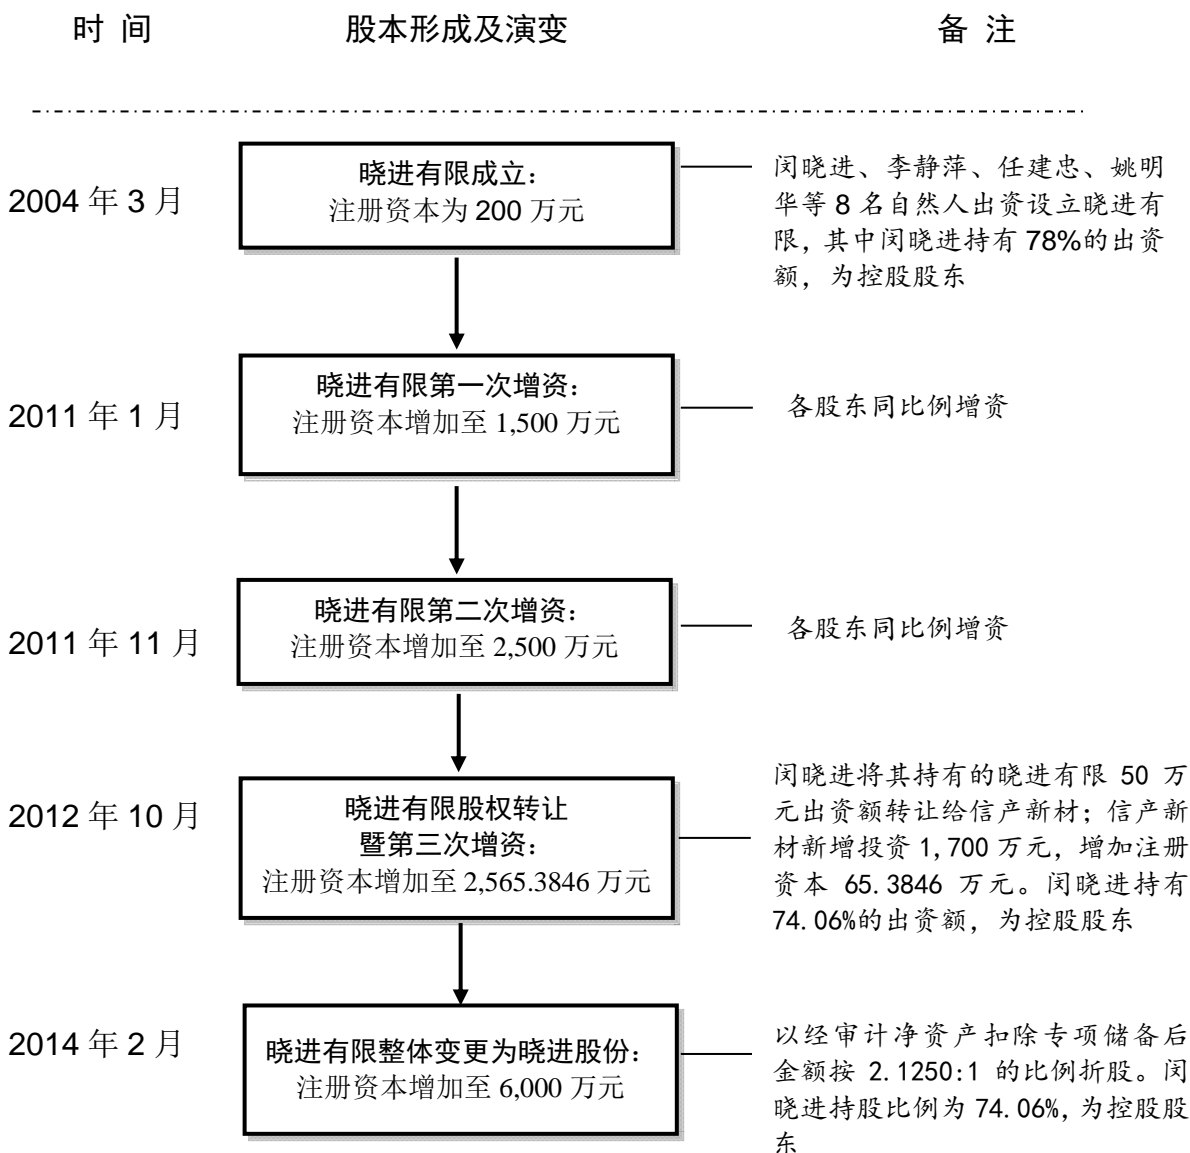 时 间 股本形成及演变 备 注
晓进有限成立：
注册资本为 200 万元
2004 年 3 月
闵晓进、李静萍、任建忠、姚明
华等 8 名自然人出资设立晓进有
限，其中闵晓进持有 78%的出资
额，为控股股东
晓进有限第一次增资：
注册资本增加至 1,500 万元
2011 年 1 月
各股东同比例增资
晓进有限第二次增资：
注册资本增加至 2,500 万元
2011 年 11 月
各股东同比例增资
2012 年 10 月
晓进有限股权转让
暨第三次增资：
注册资本增加至 2,565.3846 万元
闵晓进将其持有的晓进有限 50 万
元出资额转让给信产新材；信产新
材新增投资 1,700 万元，增加注册
资本 65.3846 万元。闵晓进持有
74.06%的出资额，为控股股东
2014 年 2 月
晓进有限整体变更为晓进股份：
注册资本增加至 6,000 万元
以经审计净资产扣除专项储备后
金额按 2.1250:1 的比例折股。闵
晓进持股比例为 74.06%,为控股股
东